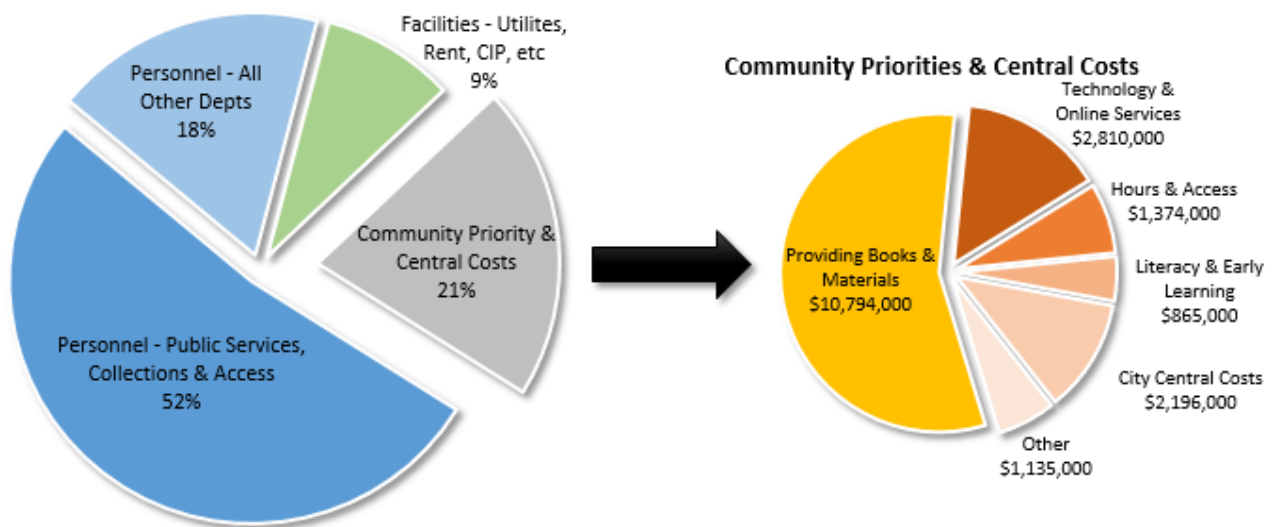 Facilities - Utilites,
Rent, CIP, etc
9%
Personnel - All
Other Depts
18%
Community Priority &
Central Costs
21%
Personnel - Public Services,
Collections & Access
52%
Community Priorities & Central Costs
Technology &
Online Services
$2,810,000
Hours & Access
$1,374,000
Providing Books &
Materials
$10,794,000
Literacy & Early
Learning
$865,000
City Central Costs
$2,196,000
Other
$1,135,000